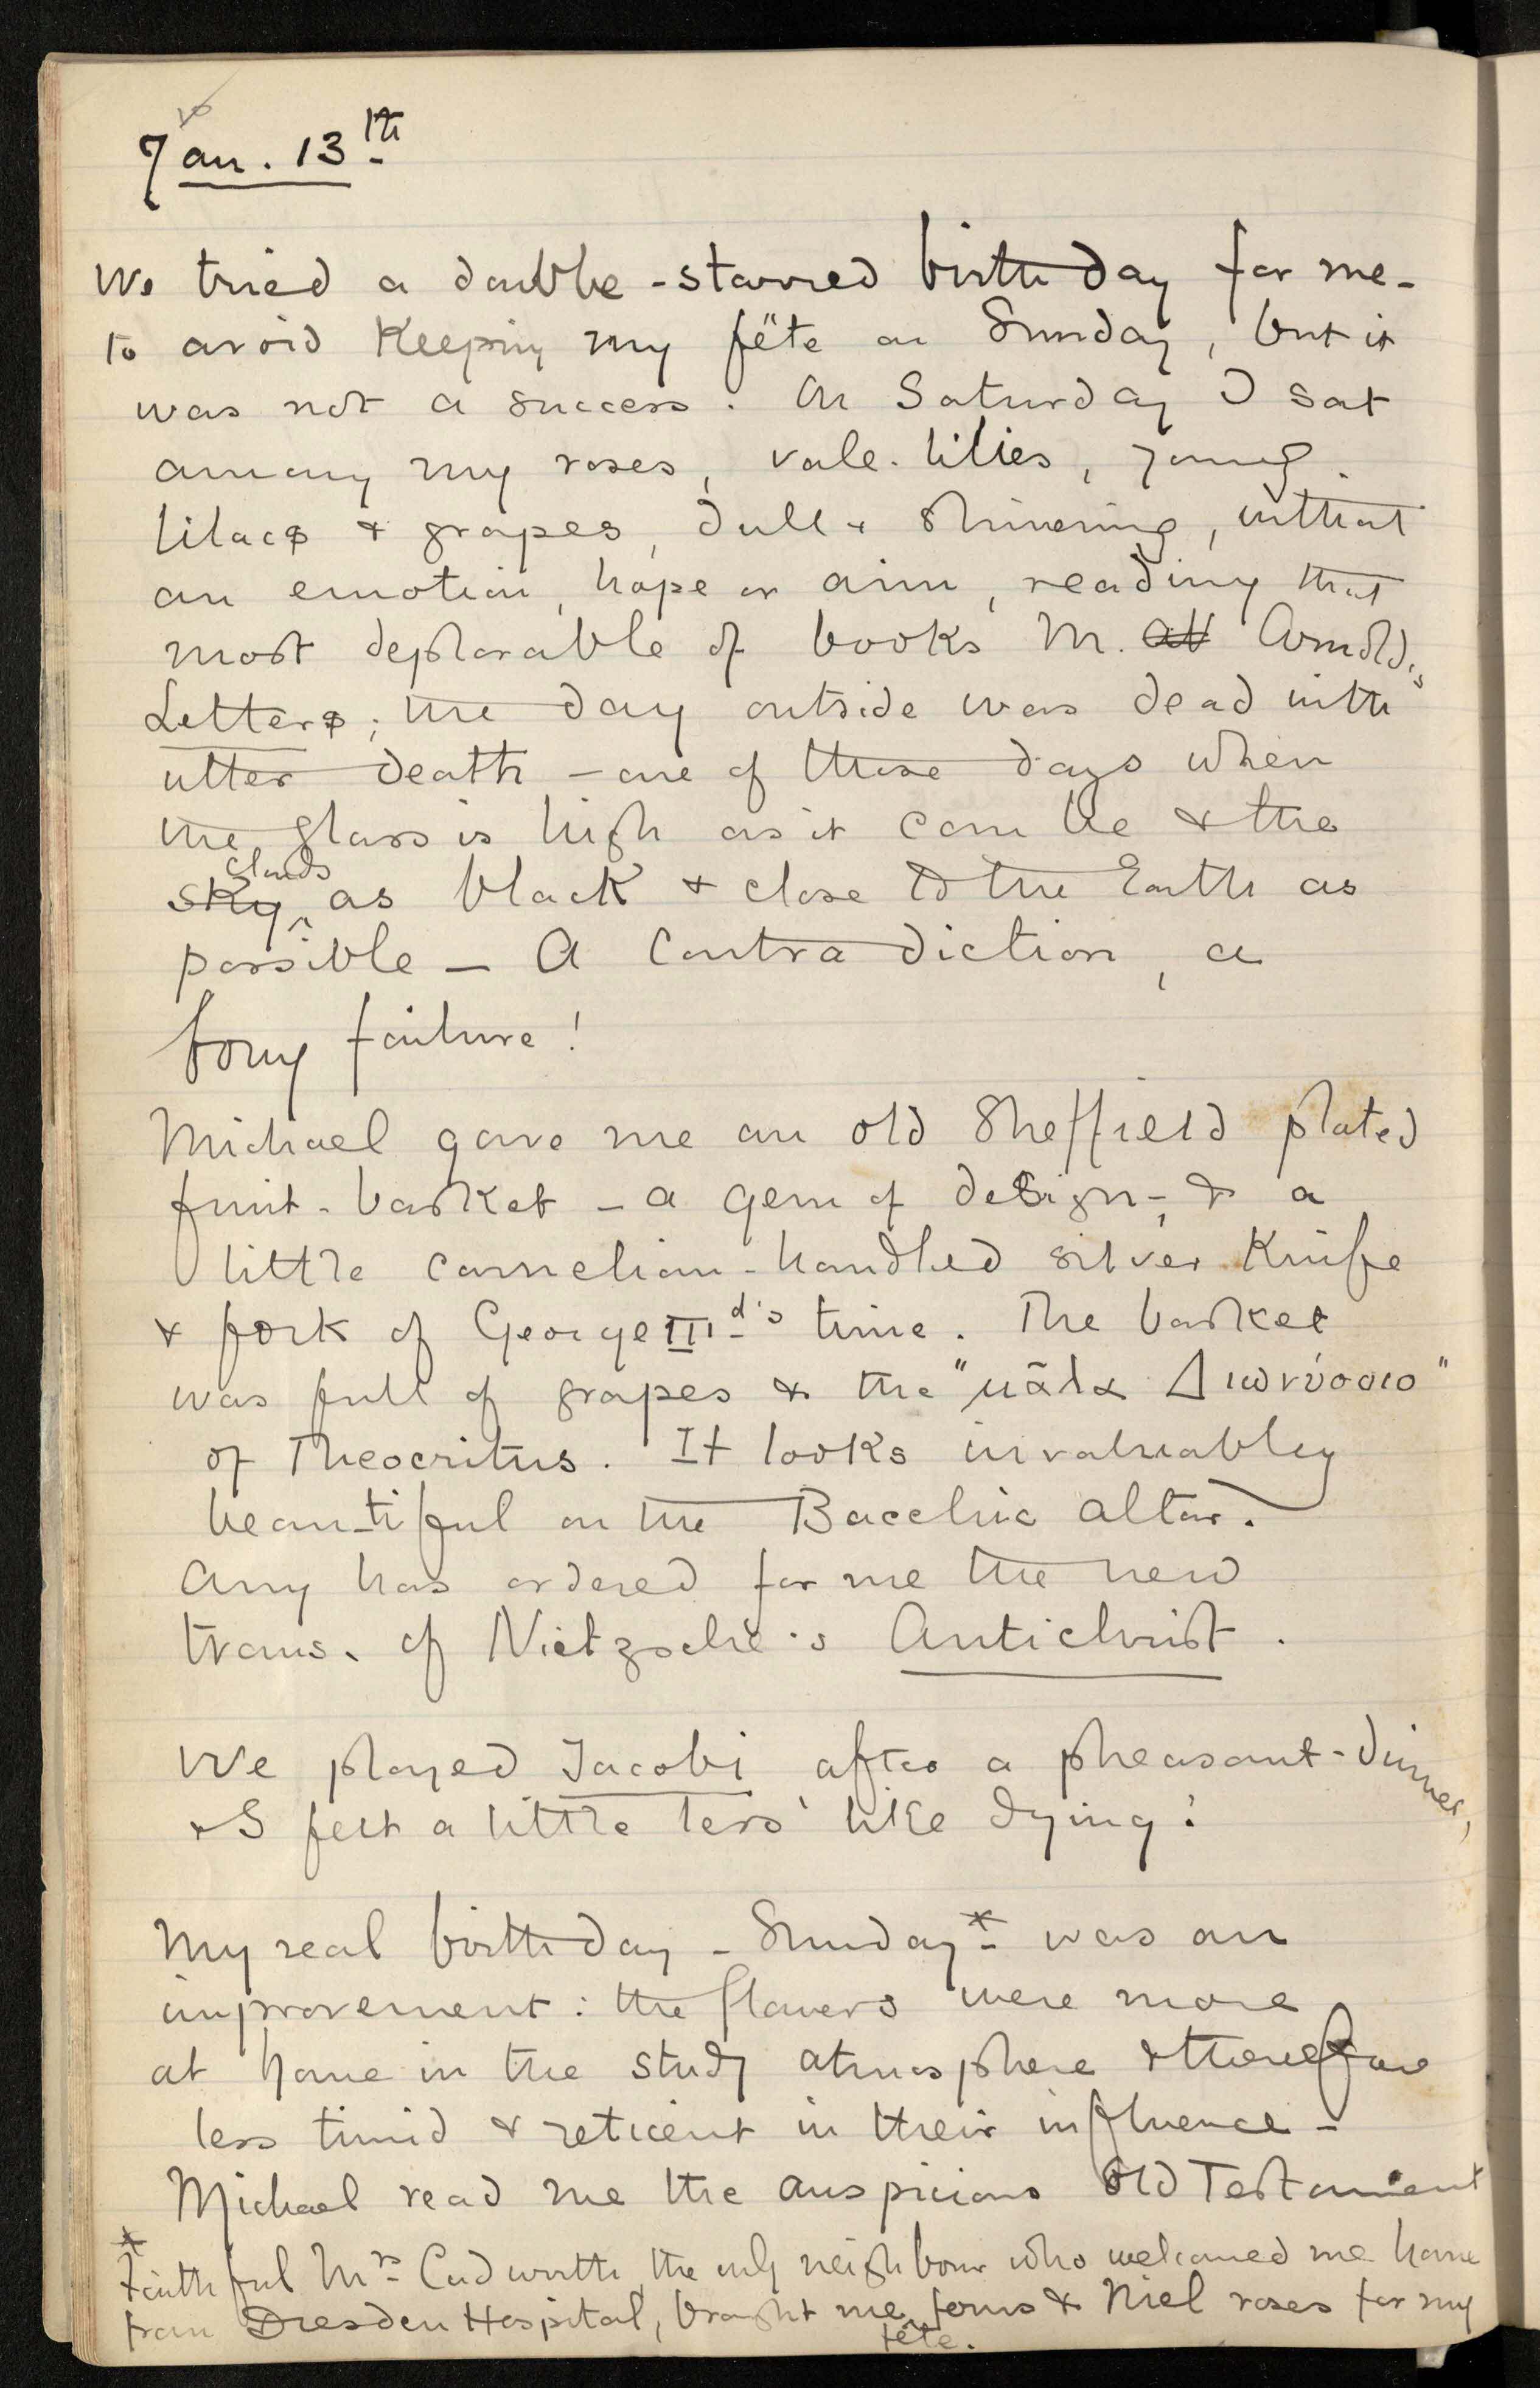 Jan. 13th
We tried a double-starred birthday for me -
to avoid keeping my fête on Sunday, but it
was not a success. On Saturday I sat
among my roses, vale-lilies, young
lilacs & grapes, dull & shivering, without
an emotion, hope or aim, reading that
most deplorable of books M. Arnold's
Letters; the day outside was dead with
utter death - one of those days when
the glass is high as it can be & the
sky clouds as black & close to the Earth as
possible - A contradiction, a
foggy failure!
Michael gave me an old Sheffield plated
fruit-basket - a gem of design -, & a
little carnelian-handled silver knife
& fork of George IIId's time. The basket
was full of grapes & the "μᾶλα Διωνύσοιο"
of Theocritus. It looks invaluably
beautiful on the Bacchic altar.
Amy has ordered for me the new
trans. of Nietzsche's Antichrist.
We played Jacobi after a pheasant-dinner,
& I felt a little less like dying!
My real birthday - Sunday* - was an
improvement: the flowers were more
at home in the study atmosphere & therefore
less timid & reticent in their influence -
Michael read me the auspicious Old Testament
* Faithful Mrs Cudworth, the only neighbour who welcomed me home
from Dresden Hospital, brought me ferns & Niel roses for my
fête.